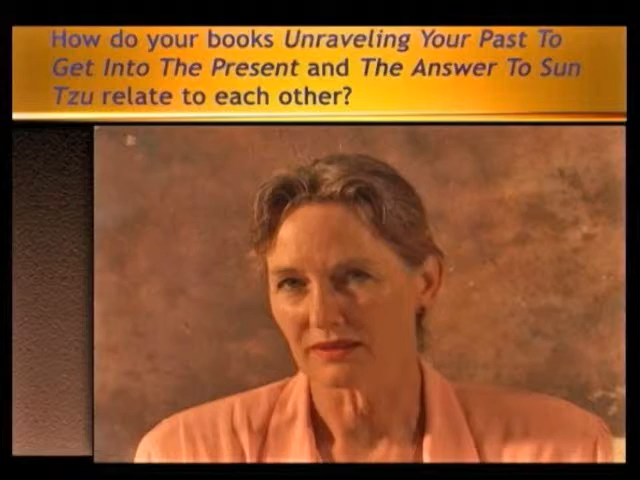 How do your books Unraveling Your Past To
Get Into The Present and The Answer To Sun
Tzu relate to each other?